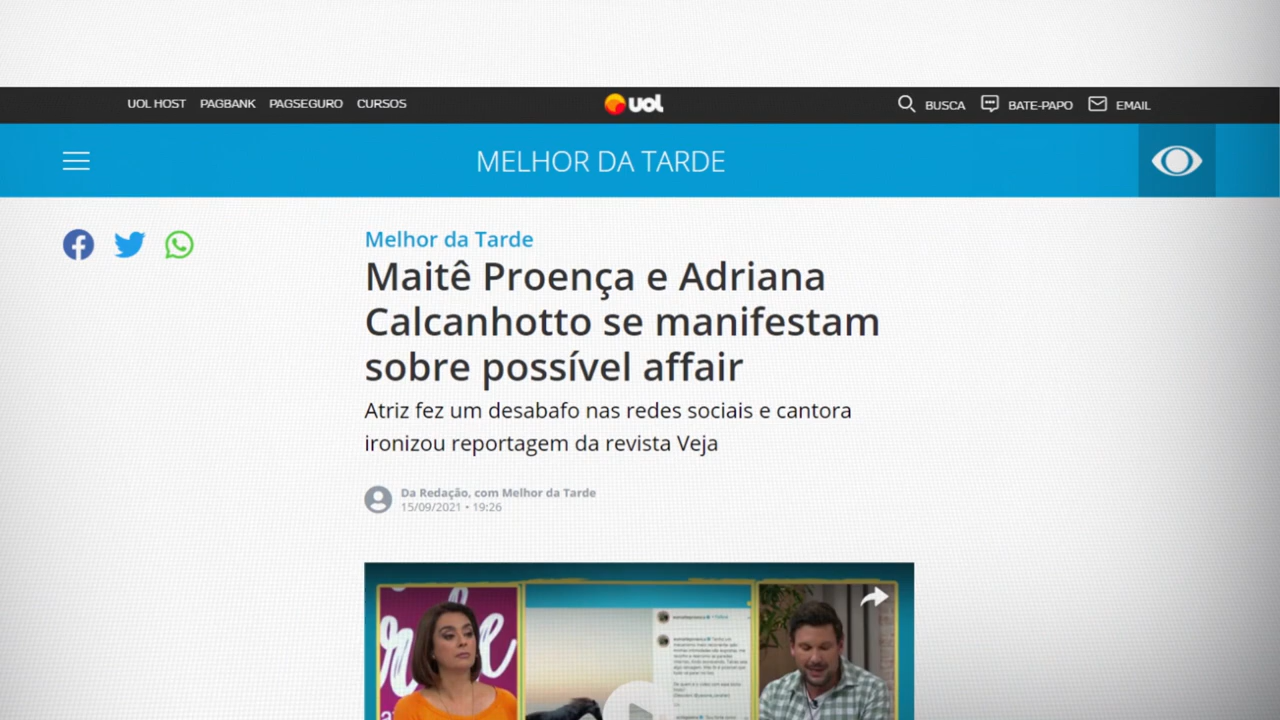 UOL HOST PAGBANK PAGSEGURO CURSOS uol BUSCA BATE-PAPO EMAIL
MELHOR DA TARDE
Melhor da Tarde
Maitê Proença e Adriana
Calcanhotto se manifestam
sobre possível affair
Atriz fez um desabafo nas redes sociais e cantora
ironizou reportagem da revista Veja
Da Redação, com Melhor da Tarde
15/09/2021 • 19:26